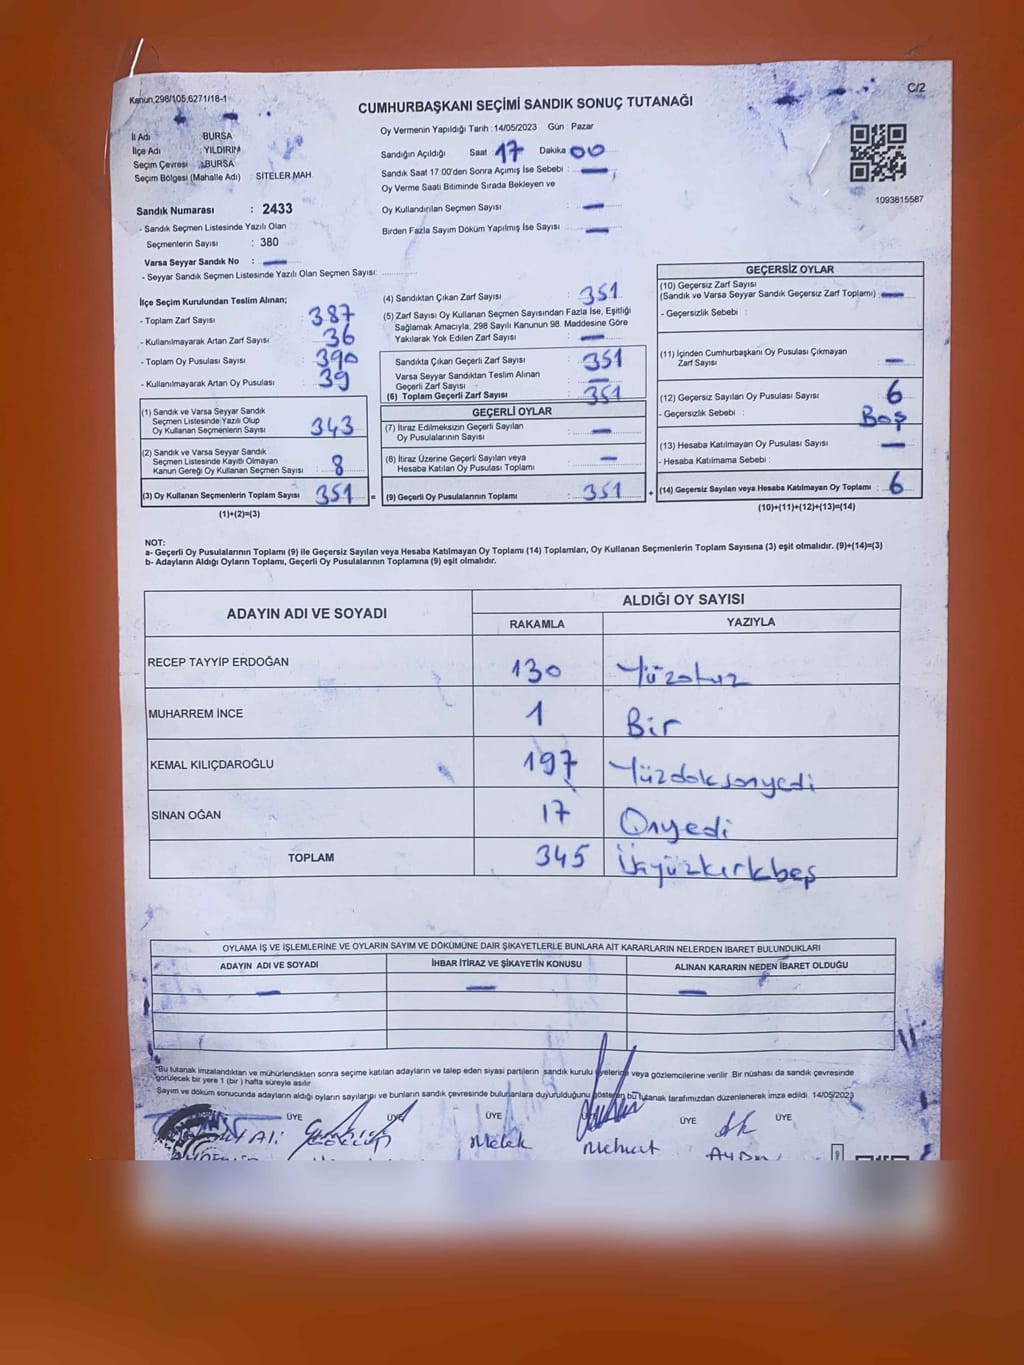 Kanun,298/105,6271/18-1
C/2
CUMHURBAŞKANI SEÇİMİ SANDIK SONUÇ TUTANAĞI
İl Adı BURSA
İlçe Adı : YILDIRIM
Seçim Çevresi : BURSA
Seçim Bölgesi (Mahalle Adı) SİTELER MAH
Sandık Numarası : 2433
- Sandık Seçmen Listesinde Yazılı Olan
Seçmenlerin Sayısı : 380
Varsa Seyyar Sandık No : —
- Seyyar Sandık Seçmen Listesinde Yazılı Olan Seçmen Sayısı:
Oy Vermenin Yapıldığı Tarih :14/05/2023 Gün : Pazar
Sandığın Açıldığı Saat 17 Dakika 00
Sandık Saat 17 00'den Sonra Açımış İse Sebebi : —
Oy Verme Saati Bitiminde Sırada Bekleyen ve
Oy Kullandırılan Seçmen Sayısı : —
Birden Fazla Sayım Döküm Yapılmış İse Sayısı : —
1093815587
İlçe Seçim Kurulundan Teslim Alınan;
- Toplam Zarf Sayısı : 387
- Kullanılmayarak Artan Zarf Sayısı : 36
- Toplam Oy Pusulası Sayısı : 390
- Kullanılmayarak Artan Oy Pusulası : 39
(1) Sandık ve Varsa Seyyar Sandık
Seçmen Listesinde Yazılı Olup
Oy Kullanan Seçmenlerin Sayısı : 343
(2) Sandık ve Varsa Seyyar Sandık
Seçmen Listesinde Kayıtlı Olmayan
Kanun Gereği Oy Kullanan Seçmen Sayısı : 8
(3) Oy Kullanan Seçmenlerin Toplam Sayısı : 351 =
(1)+(2)=(3)
(4) Sandıktan Çıkan Zarf Sayısı : 351
(5) Zarf Sayısı Oy Kullanan Seçmen Sayısından Fazla İse, Eşitliği
Sağlamak Amacıyla, 298 Sayılı Kanunun 98. Maddesine Göre
Yakılarak Yok Edilen Zarf Sayısı : —
Sandıkta Çıkan Geçerli Zarf Sayısı : 351
Varsa Seyyar Sandıktan Teslim Alınan
Geçerli Zarf Sayısı : —
(6) Toplam Geçerli Zarf Sayısı : 351
GEÇERLİ OYLAR
(7) İtiraz Edilmeksizin Geçerli Sayılan
Oy Pusulalarının Sayısı : —
(8) İtiraz Üzerine Geçerli Sayılan veya
Hesaba Katılan Oy Pusulası Toplamı : —
(9) Geçerli Oy Pusulalarının Toplamı : 351 +
GEÇERSİZ OYLAR
(10) Geçersiz Zarf Sayısı
(Sandık ve Varsa Seyyar Sandık Geçersiz Zarf Toplamı) —
- Geçersizlik Sebebi :
(11) İçinden Cumhurbaşkanı Oy Pusulası Çıkmayan
Zarf Sayısı : —
(12) Geçersiz Sayılan Oy Pusulası Sayısı : 6
- Geçersizlik Sebebi : Boş
(13) Hesaba Katılmayan Oy Pusulası Sayısı : —
- Hesaba Katılmama Sebebi :
(14) Geçersiz Sayılan veya Hesaba Katılmayan Oy Toplamı : 6
(10)+(11)+(12)+(13)=(14)
NOT:
a- Geçerli Oy Pusulalarının Toplamı (9) ile Geçersiz Sayılan veya Hesaba Katılmayan Oy Toplamı (14) Toplamları, Oy Kullanan Seçmenlerin Toplam Sayısına (3) eşit olmalıdır. (9)+(14)=(3)
b- Adayların Aldığı Oyların Toplamı, Geçerli Oy Pusulalarının Toplamına (9) eşit olmalıdır.
ADAYIN ADI VE SOYADI ALDIĞI OY SAYISI
RAKAMLA YAZIYLA
RECEP TAYYİP ERDOĞAN 130 Yüzotuz
MUHARREM İNCE 1 Bir
KEMAL KILIÇDAROĞLU 197 Yüzdoksanyedi
SİNAN OĞAN 17 Onyedi
TOPLAM 345 Üçyüzkırkbeş
OYLAMA İŞ VE İŞLEMLERİNE VE OYLARIN SAYIM VE DÖKÜMÜNE DAİR ŞİKAYETLERLE BUNLARA AİT KARARLARIN NELERDEN İBARET BULUNDUKLARI
ADAYIN ADI VE SOYADI İHBAR İTİRAZ VE ŞİKAYETİN KONUSU ALINAN KARARIN NEDEN İBARET OLDUĞU
— — —
"Bu tutanak imzalandıktan ve mühürlendikten sonra seçime katılan adayların ve talep eden siyasi partilerin sandık kurulu üyelerine veya gözlemcilerine verilir. Bir nüshası da sandık çevresinde
görülecek bir yere 1 (bir ) hafta süreyle asılır
Sayım ve döküm sonucunda adayların aldığı oyların sayılarını ve bunların sandık çevresinde bulunanlara duyurulduğunu gösteren bu tutanak tarafımızdan düzenlenerek imza edildi. 14/05/2023
ÜYE ÜYE ÜYE ÜYE ÜYE
Ali Melek Mehmet